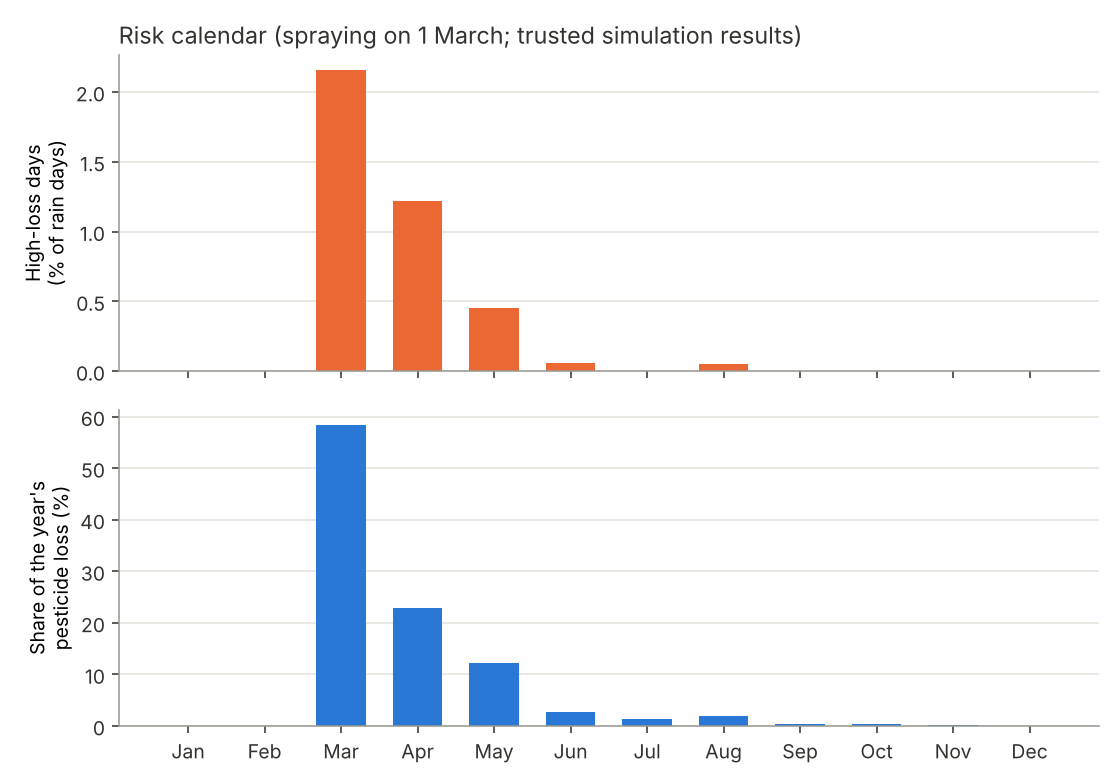 Risk calendar (spraying on 1 March; trusted simulation results)
High-loss days
(% of rain days)
2.0
1.5
1.0
0.5
0.0
Share of the year's
pesticide loss (%)
60
50
40
30
20
10
0
Jan Feb Mar Apr May Jun Jul Aug Sep Oct Nov Dec